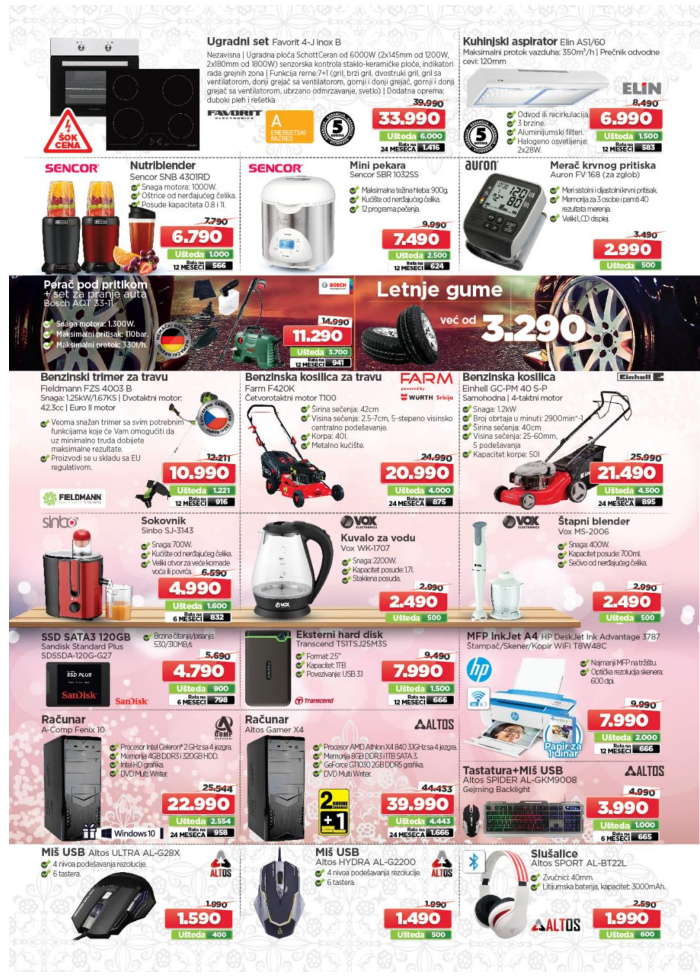 Ugradni set Favorit 4-J inox B
Nezavisna | Ugradna ploča SchottCeran od 6000W (2x145mm od 1200W,
2x180mm od 1800W) senzorska kontrola staklo-keramičke ploče, indikatori
rada grejnih zona | Funkcija rerne:7+1 (gril, brzi gril, dvostruki gril, gril sa
ventilatorom, donji grejač sa ventilatorom, gornji i donji grejač, gornji i donji
grejač sa ventilatorom, ubrzano odmrzavanje, svetlo) | Dodatna oprema:
duboki pleh i rešetka
FAVORIT
ELECTRONICS
A
ENERGETSKI
RAZRED
5
39.990
33.990
Ušteda 6.000
Rata na
24 MESECA 1.416
ŠOK
CENA
Kuhinjski aspirator Elin AS1/60
Maksimalni protok vazduha: 350m³/h | Prečnik odvodne
cevi: 120mm
ELIN
5
Odvod ili recirkulacija.
3 brzine.
Aluminijumski filteri.
Halogeno osvetljenje,
2x28W.
8.490
6.990
Ušteda 1.500
Rata na
12 MESECI 583
SENCOR
Nutriblender
Sencor SNB 4301RD
Snaga motora: 1000W.
Oštrice od nerđajućeg čelika.
Posude kapaciteta 0.8 i 1l.
7.790
6.790
Ušteda 1.000
Rata na
12 MESECI 566
SENCOR
Mini pekara
Sencor SBR 1032SS
Maksimalna težina hleba: 900g.
Kućište od nerđajućeg čelika.
12 programa pečenja.
9.990
7.490
Ušteda 2.500
Rata na
12 MESECI 624
auron
Merač krvnog pritiska
Auron FV 168 (za zglob)
Meri sistolni i dijastolni krvni pritisak.
Memorija za 3 osobe i pamti 40
rezultata merenja.
Veliki LCD displej.
3.490
2.990
Ušteda 500
Perač pod pritikom
+ set za pranje auta
Bosch AQT 33-11
Snaga motora: 1.300W.
Maksimalni pritisak: 110bar.
Maksimalni protok: 330l/h.
BOSCH
14.990
11.290
Ušteda 3.700
Rata na
12 MESECI 941
Letnje gume
već od 3.290
Benzinski trimer za travu
Fieldmann FZS 4003 B
Snaga: 1.25kW/1.67KS | Dvotaktni motor:
42.3cc | Euro II motor
Veoma snažan trimer sa svim potrebnim
funkcijama koje će Vam omogućiti da
uz minimalno truda dobijete
maksimalne rezultate.
Proizvodi se u skladu sa EU
regulativom.
FIELDMANN
12.211
10.990
Ušteda 1.221
Rata na
12 MESECI 916
Benzinska kosilica za travu
Farm F420K
Četvorotaktni motor T100
FARM
powered by
WURTH Srbije
Širina sečenja: 42cm
Visina sečenja: 2.5-7cm, 5-stepeno visinsko
centralno podešavanje.
Korpa: 40l.
Metalno kućište.
24.990
20.990
Ušteda 4.000
Rata na
24 MESECA 875
Benzinska kosilica
Einhell GC-PM 40 S-P
Samohodna | 4-taktni motor
Einhell
Snaga: 1.2kW
Broj obrtaja u minuti: 2900min^-1
Širina sečenja: 40cm
Visina sečenja: 25-60mm,
5 podešavanja
Kapacitet korpe: 50l
25.990
21.490
Ušteda 4.500
Rata na
24 MESECA 895
sinbo
Sokovnik
Sinbo SJ-3143
Snaga: 700W.
Kućište od nerđajućeg čelika.
Veliki otvor za veće komade
voća ili povrća.
6.590
4.990
Ušteda 1.600
Rata na
6 MESECI 832
VOX
ELECTRONICS
Kuvalo za vodu
Vox WK-1707
Snaga: 2200W.
Kapacitet posude: 1.7l.
Staklena posuda.
VOX
2.990
2.490
Ušteda 500
VOX
ELECTRONICS
Štapni blender
Vox MS-2006
Snaga: 400W.
Kapacitet posude: 700ml.
Sečivo od nerđajućeg čelika.
2.990
2.490
Ušteda 500
SSD SATA3 120GB
Sandisk Standard Plus
SDSSDA-120G-G27
Brzina čitanja/pisanja:
530/310MB/s
SSD PLUS
SanDisk
SanDisk
5.690
4.790
Ušteda 900
Rata na
6 MESECI 798
Eksterni hard disk
Transcend TS1TSJ25M3S
Format: 2.5"
Kapacitet: 1TB
Povezivanje: USB 3.1
Transcend
9.490
7.990
Ušteda 1.500
Rata na
12 MESECI 666
MFP InkJet A4 HP DeskJet Ink Advantage 3787
Štampač/Skener/Kopir WiFi T8W48C
hp
Najmanji MFP na tržištu.
Optička rezolucija skenera:
600 dpi.
Papir za
1 dinar
9.990
7.990
Ušteda 2.000
Rata na
12 MESECI 666
Računar
A-Comp Fenix 10
A COMP
Procesor Intel Celeron® 2 GHz sa 4 jezgra.
Memorija 4GB DDR3 i 320GB HDD.
Intel HD grafika.
DVD Multi Writer.
Windows 10
25.544
22.990
Ušteda 2.554
Rata na
24 MESECA 958
Računar
Altos Gamer X4
ALTOS
Procesor AMD Athlon X4 840 3.1GHz sa 4 jezgra.
Memorija 8GB DDR3 i 1TB SATA 3.
GeForce GT1030 2GB DDR5 grafika.
DVD Multi Writer.
2
GODINE
GARANCIJE
+1
44.433
39.990
Ušteda 4.443
Rata na
24 MESECA 1.666
Tastatura+Miš USB
Altos SPIDER AL-GKM9008
Gejming Backlight
ALTOS
4.990
3.990
Ušteda 1.000
Rata na
6 MESECI 665
Miš USB Altos ULTRA AL-G28X
4 nivoa podešavanja rezolucije.
6 tastera.
ALTOS
1.990
1.590
Ušteda 400
Miš USB
Altos HYDRA AL-G2200
4 nivoa podešavanja rezolucije.
6 tastera.
ALTOS
1.990
1.490
Ušteda 500
Slušalice
Altos SPORT AL-BT22L
Zvučnici: 40mm.
Litijumska baterija, kapacitet: 3000mAh.
ALTOS
2.590
1.990
Ušteda 600